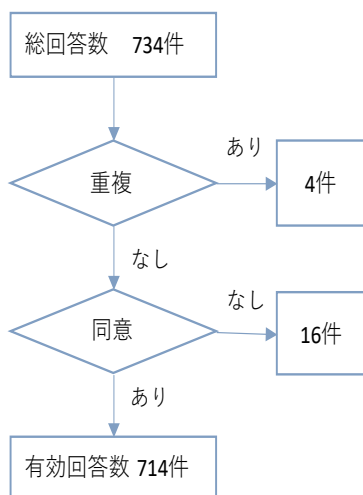 総回答数 734件
あり
重複
4件
なし
なし
同意
16件
あり
有効回答数 714件